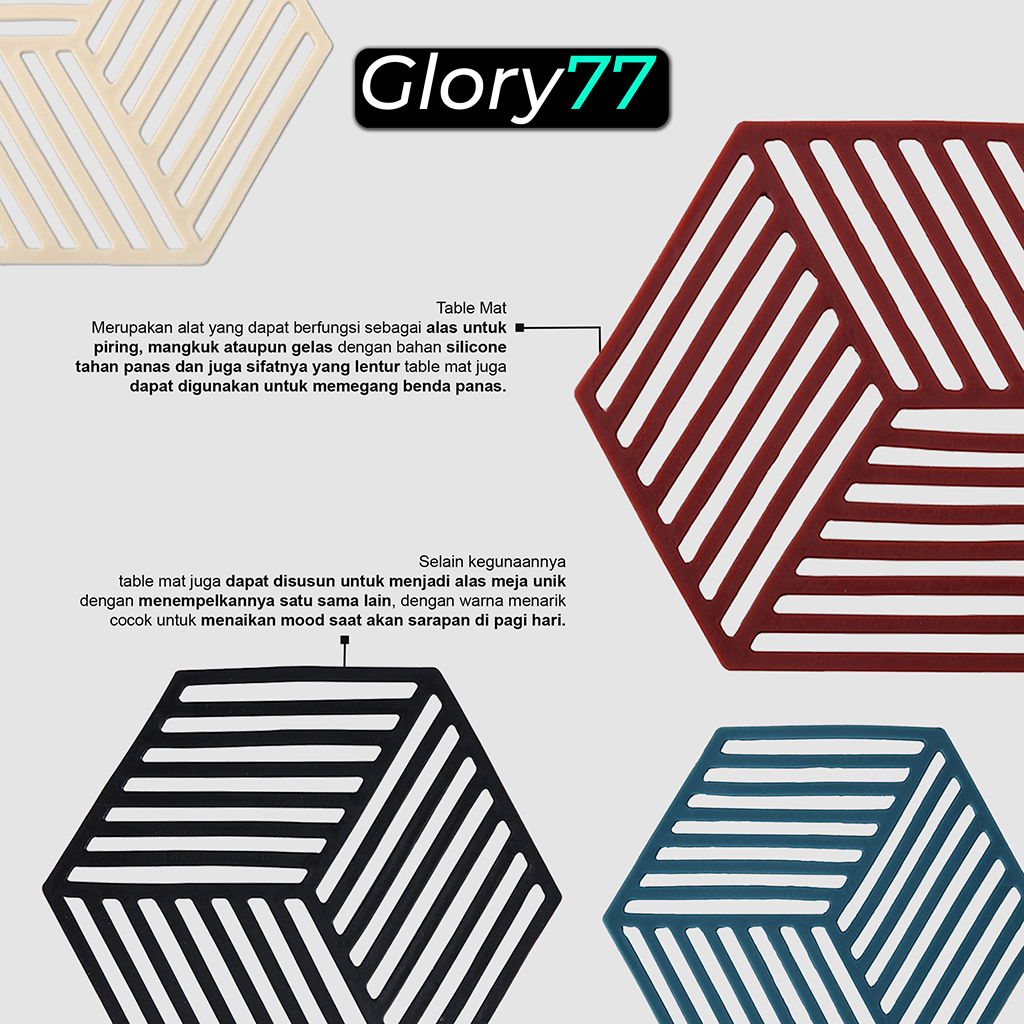 Glory77
Table Mat
Merupakan alat yang dapat berfungsi sebagai alas untuk
piring, mangkuk ataupun gelas dengan bahan silicone
tahan panas dan juga sifatnya yang lentur table mat juga
dapat digunakan untuk memegang benda panas.
Selain kegunaannya
table mat juga dapat disusun untuk menjadi alas meja unik
dengan menempelkannya satu sama lain, dengan warna menarik
cocok untuk menaikan mood saat akan sarapan di pagi hari.